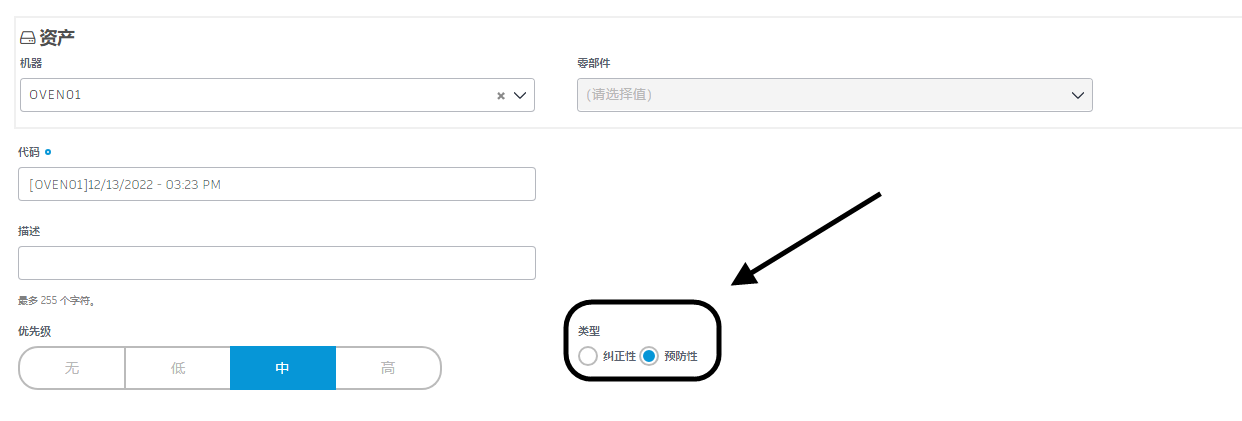 资产
机器 零部件
OVEN01 (请选择值)
代码
[OVEN01]12/13/2022 - 03:23 PM
描述
最多 255 个字符。
优先级 类型
无 低 中 高 纠正性 预防性